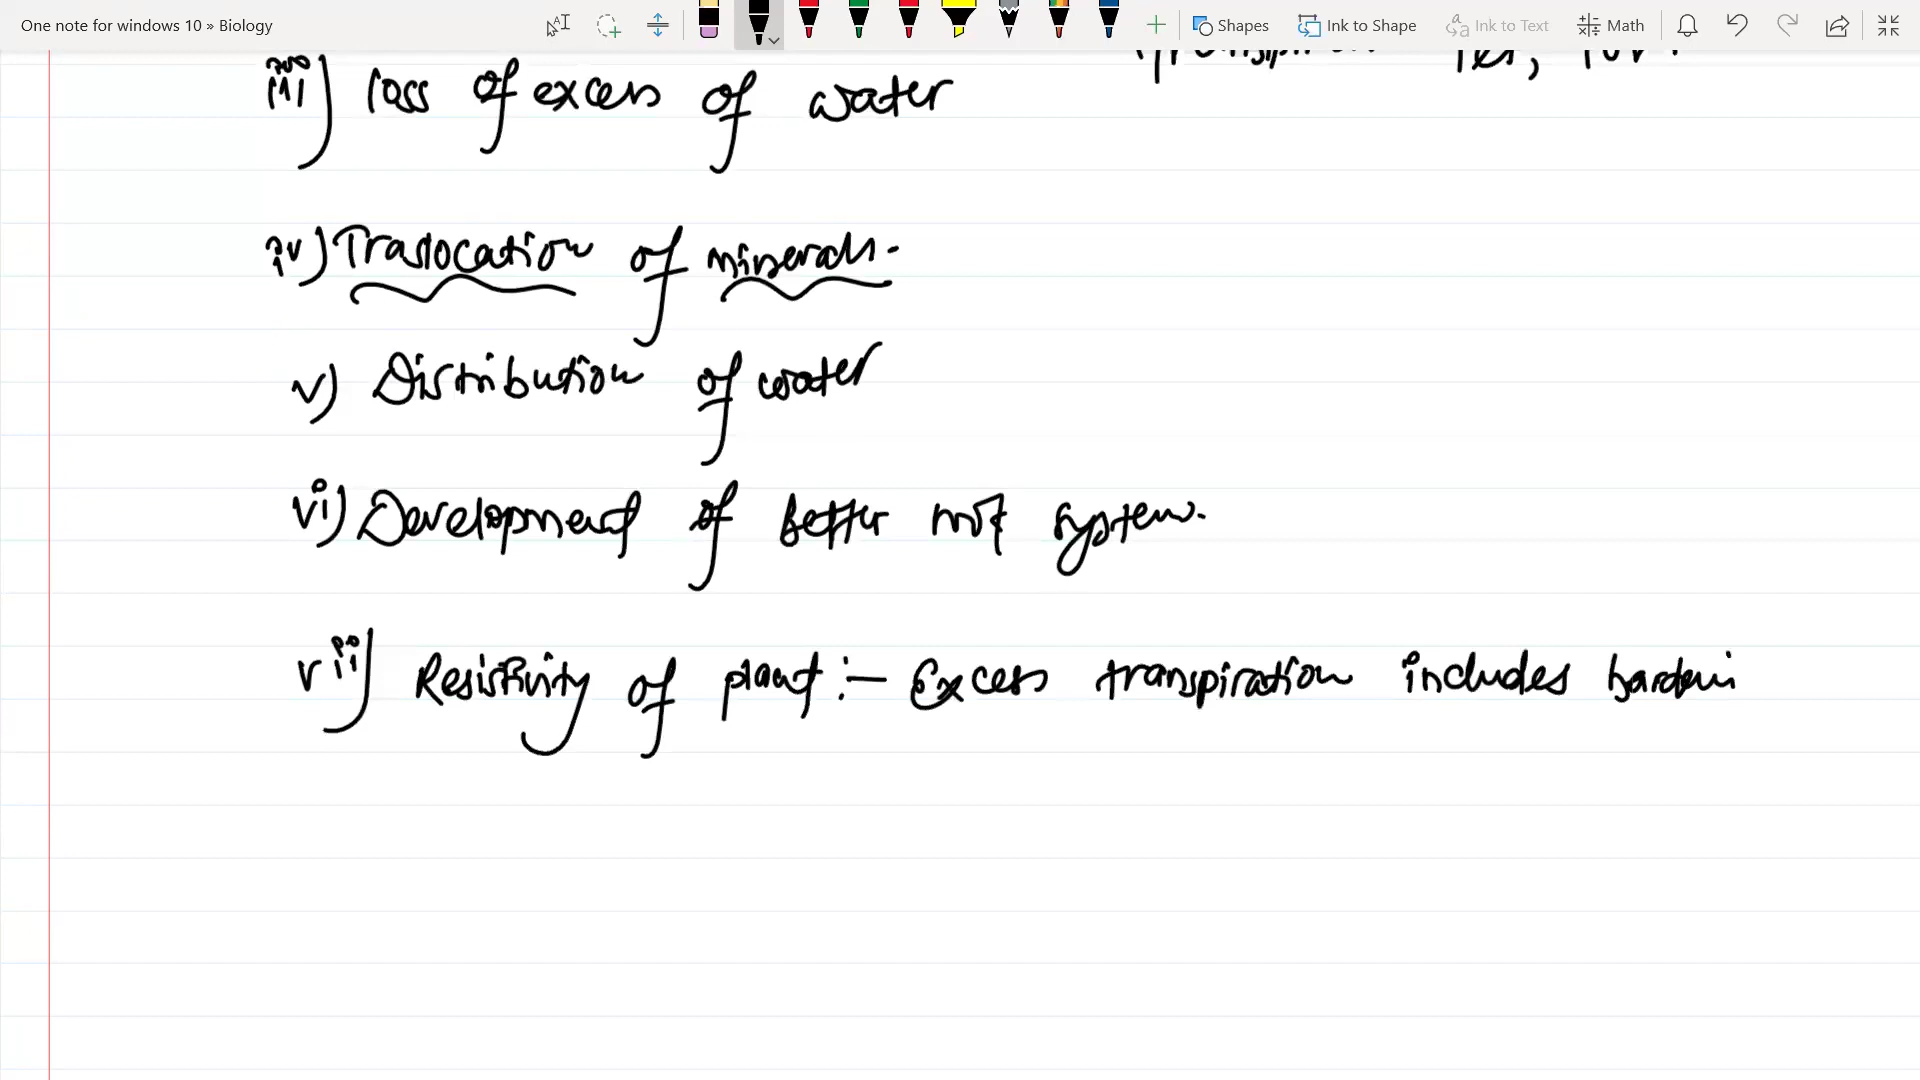 One note for windows 10 » Biology
Shapes Ink to Shape Ink to Text Math
iii) loss of excess of water
iv) Traslocation of minerals.
v) Distribution of water
vi) Development of better root system.
vii) Resistivity of plant :- Excess transpiration includes hardeni